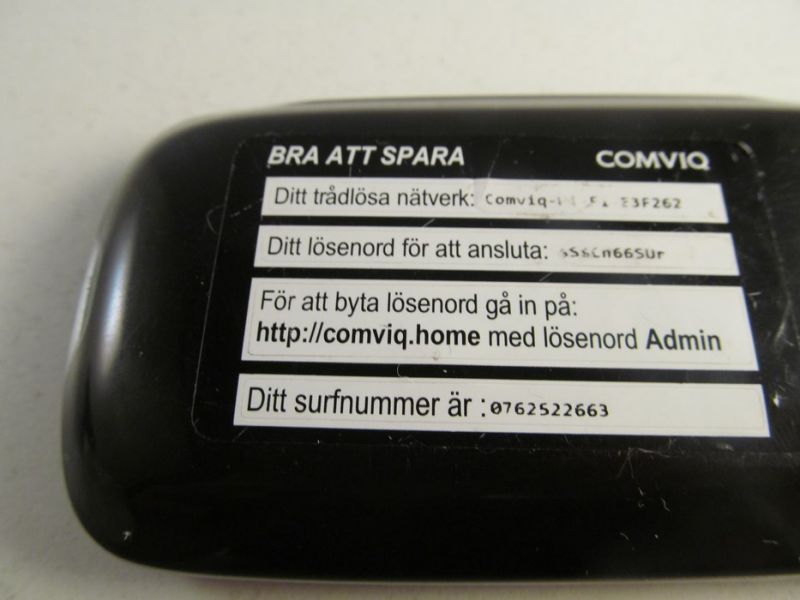 BRA ATT SPARA COMVIQ
Ditt trådlösa nätverk:
Ditt lösenord för att ansluta:
För att byta lösenord gå in på:
http://comviq.home med lösenord Admin
Ditt surfnummer är : 0762522663